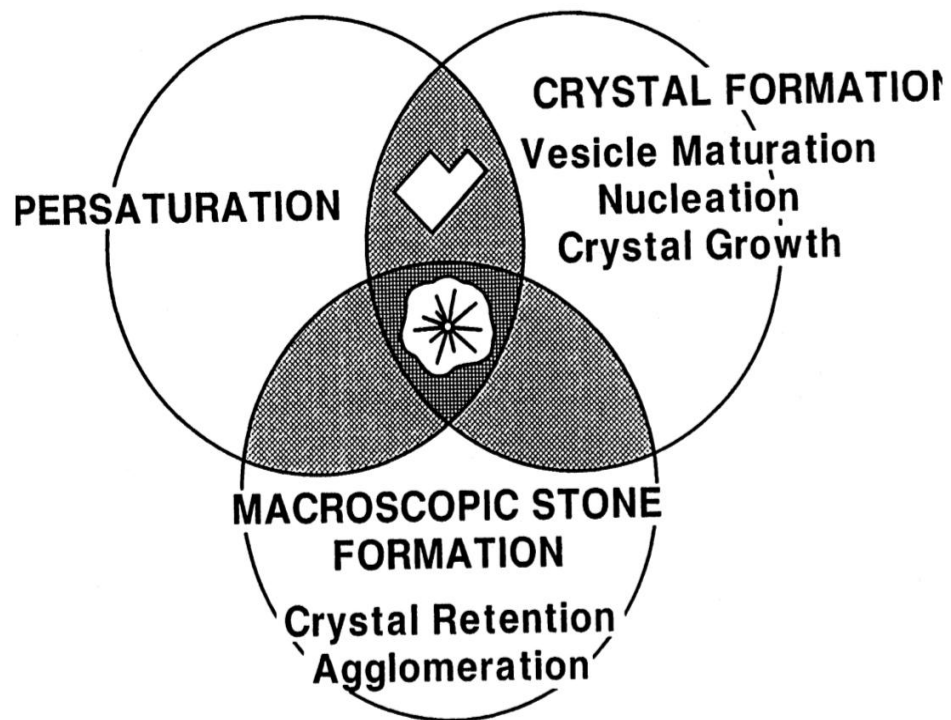 PERSATURATION
CRYSTAL FORMATION
Vesicle Maturation
Nucleation
Crystal Growth
MACROSCOPIC STONE
FORMATION
Crystal Retention
Agglomeration